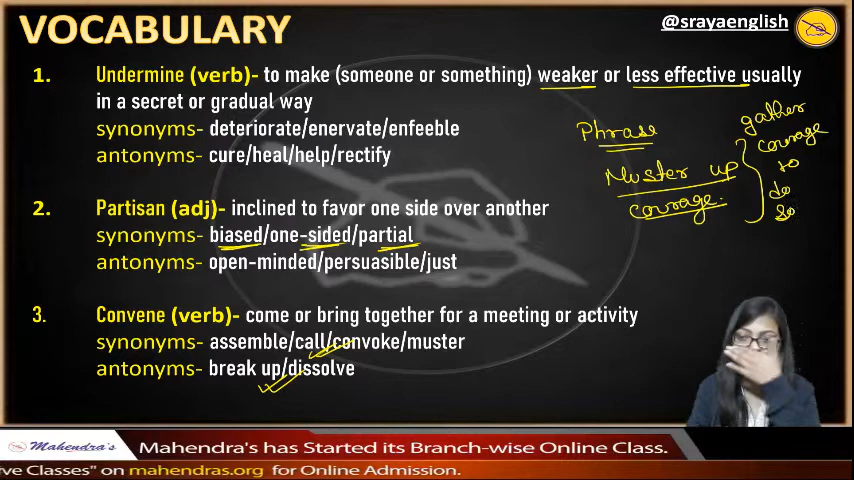 VOCABULARY
@srayaenglish
1. Undermine (verb)- to make (someone or something) weaker or less effective usually
in a secret or gradual way
synonyms- deteriorate/enervate/enfeeble
antonyms- cure/heal/help/rectify
Phrase
Muster up
courage.
gather
courage
to
do
so
2. Partisan (adj)- inclined to favor one side over another
synonyms- biased/one-sided/partial
antonyms- open-minded/persuasible/just
3. Convene (verb)- come or bring together for a meeting or activity
synonyms- assemble/call/convoke/muster
antonyms- break up/dissolve
Mahendra's
Mahendra's has Started its Branch-wise Online Class.
ve Classes" on mahendras.org for Online Admission.